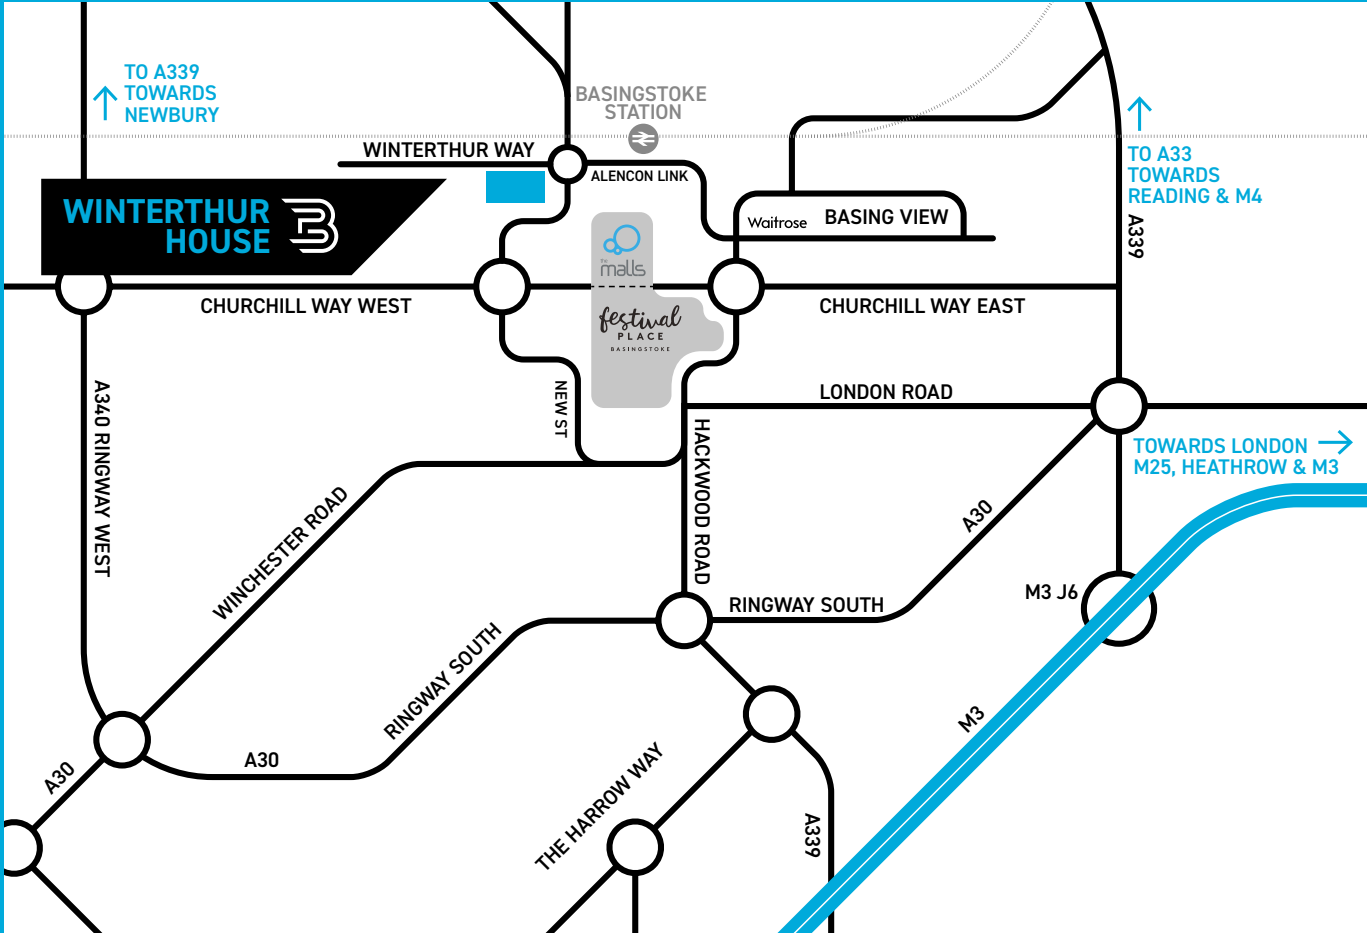 TO A339
TOWARDS
NEWBURY
BASINGSTOKE
STATION
WINTERTHUR WAY
ALENCON LINK
TO A33
TOWARDS
READING & M4
A339
WINTERTHUR
HOUSE
Waitrose
BASING VIEW
the
malls
CHURCHILL WAY WEST
CHURCHILL WAY EAST
festival
PLACE
BASINGSTOKE
A340 RINGWAY WEST
NEW ST
LONDON ROAD
HACKWOOD ROAD
TOWARDS LONDON
M25, HEATHROW & M3
WINCHESTER ROAD
A30
M3 J6
RINGWAY SOUTH
RINGWAY SOUTH
M3
A30
A30
THE HARROW WAY
A339